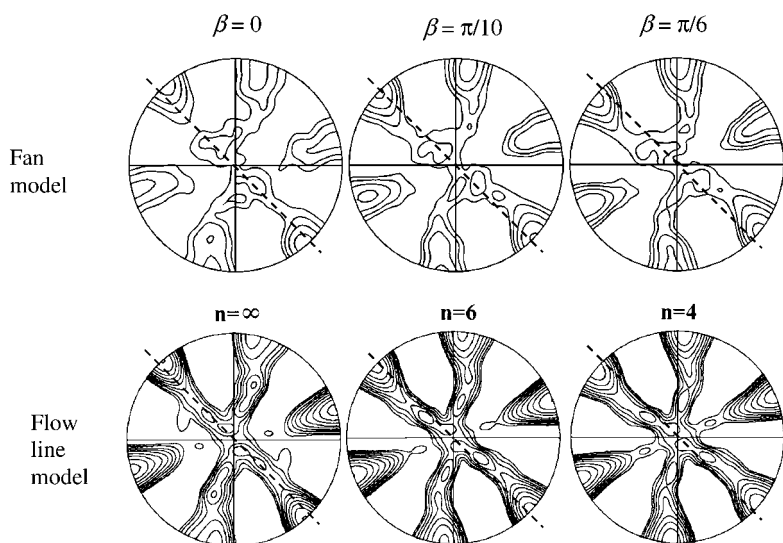 β = 0
β = π/10
β = π/6
Fan
model
n=∞
n=6
n=4
Flow
line
model